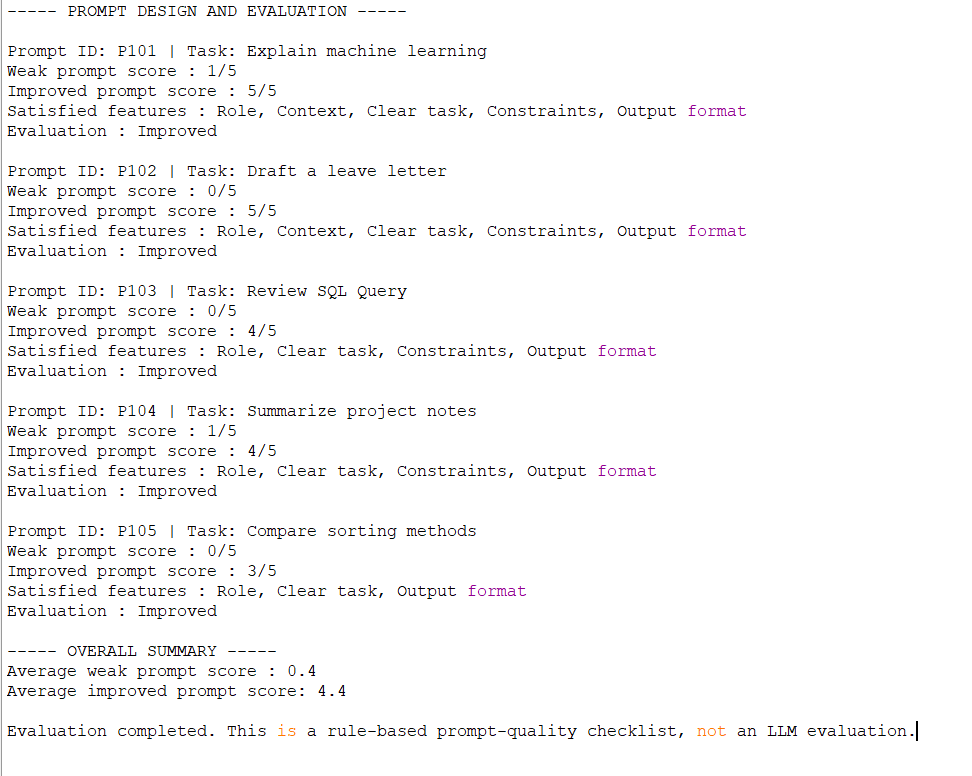 ----- PROMPT DESIGN AND EVALUATION -----
Prompt ID: P101 | Task: Explain machine learning
Weak prompt score : 1/5
Improved prompt score : 5/5
Satisfied features : Role, Context, Clear task, Constraints, Output format
Evaluation : Improved
Prompt ID: P102 | Task: Draft a leave letter
Weak prompt score : 0/5
Improved prompt score : 5/5
Satisfied features : Role, Context, Clear task, Constraints, Output format
Evaluation : Improved
Prompt ID: P103 | Task: Review SQL Query
Weak prompt score : 0/5
Improved prompt score : 4/5
Satisfied features : Role, Clear task, Constraints, Output format
Evaluation : Improved
Prompt ID: P104 | Task: Summarize project notes
Weak prompt score : 1/5
Improved prompt score : 4/5
Satisfied features : Role, Clear task, Constraints, Output format
Evaluation : Improved
Prompt ID: P105 | Task: Compare sorting methods
Weak prompt score : 0/5
Improved prompt score : 3/5
Satisfied features : Role, Clear task, Output format
Evaluation : Improved
----- OVERALL SUMMARY -----
Average weak prompt score : 0.4
Average improved prompt score: 4.4
Evaluation completed. This is a rule-based prompt-quality checklist, not an LLM evaluation.